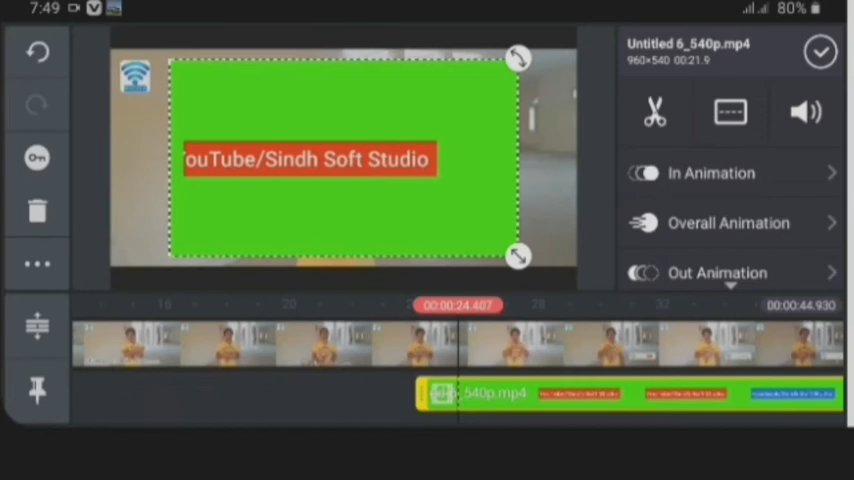 7:49
80%
Untitled 6_540p.mp4
960×540 00:21.9
ouTube/Sindh Soft Studio
In Animation
Overall Animation
Out Animation
16
20
00:00:24.407
28
32
00:00:44.930
540p.mp4